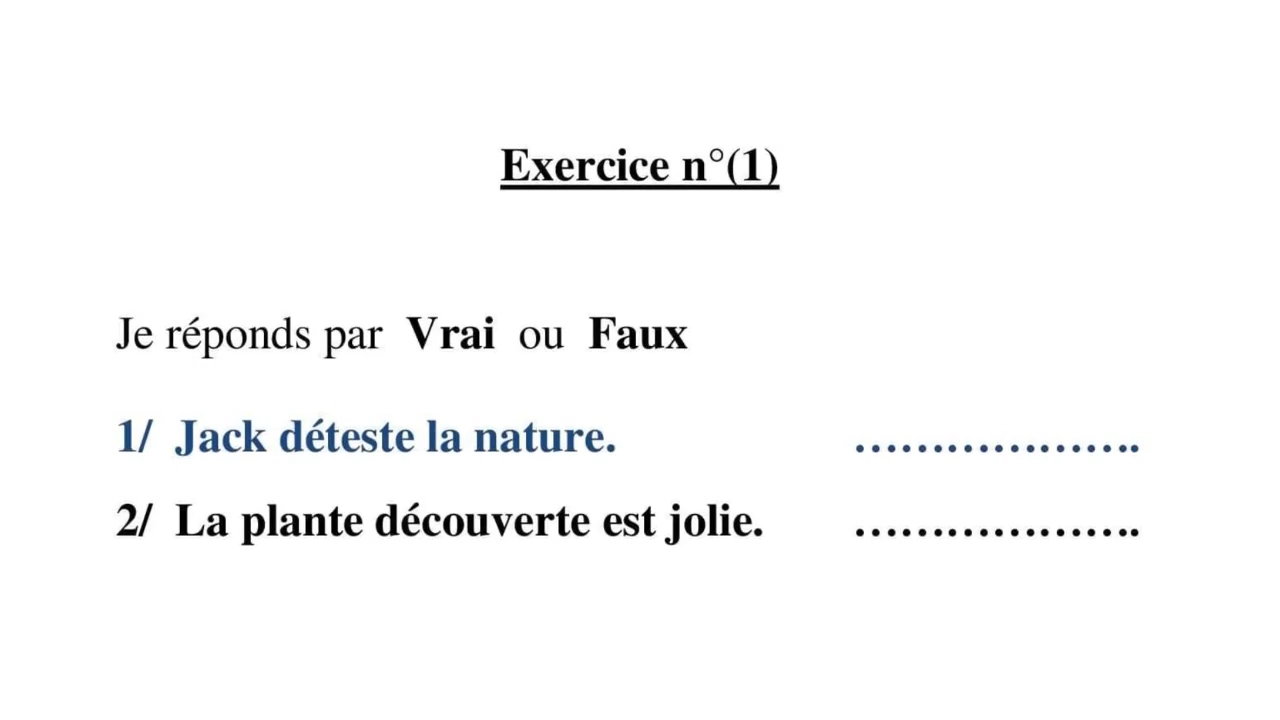 Exercice n°(1)
Je réponds par Vrai ou Faux
1/ Jack déteste la nature. ……………….
2/ La plante découverte est jolie. ……………….